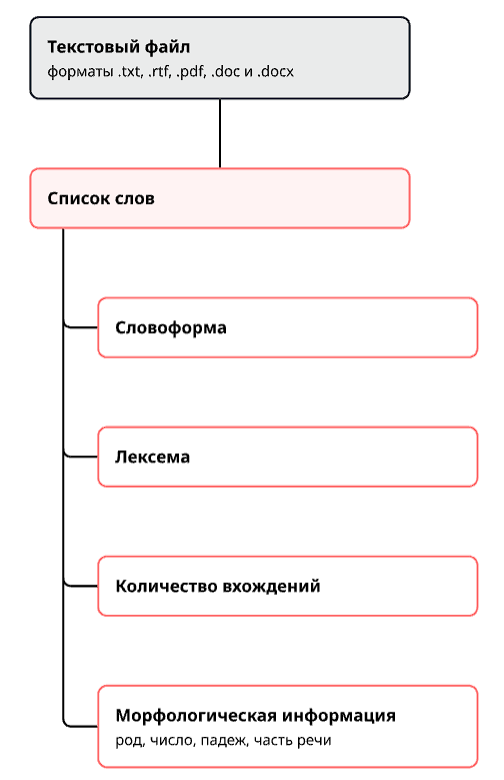 Текстовый файл
форматы .txt, .rtf, .pdf, .doc и .docx
Список слов
Словоформа
Лексема
Количество вхождений
Морфологическая информация
род, число, падеж, часть речи